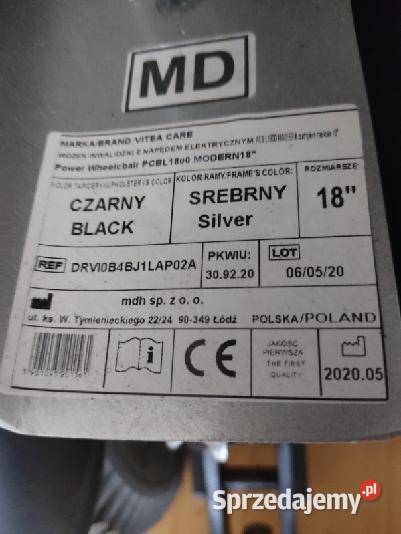 MD
MARKA/BRAND: VITEA CARE
WÓZEK INWALIDZKI Z NAPĘDEM ELEKTRYCZNYM
Power Wheelchair PCBL1800 MODERN18"
KOLOR TAPICERKI/UPHOLSTERY'S COLOR: KOLOR RAMY/FRAME'S COLOR: ROZMIAR/SIZE:
CZARNY SREBRNY 18"
BLACK Silver
REF DRVI0B4BJ1LAP02A PKWIU: LOT
30.92.20 06/05/20
mdh sp. z o. o.
ul. ks. W. Tymienieckiego 22/24 90-349 Łódź POLSKA/POLAND
i CE JAKOŚĆ PIERWSZA THE FIRST QUALITY 2020.05
Sprzedajemy.pl